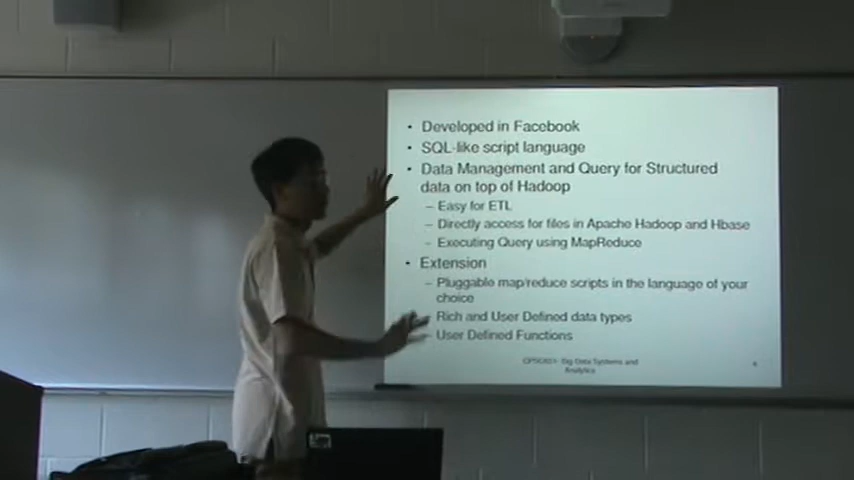 • Developed in Facebook
• SQL-like script language
• Data Management and Query for Structured
data on top of Hadoop
– Easy for ETL
– Directly access for files in Apache Hadoop and Hbase
– Executing Query using MapReduce
• Extension
– Pluggable map/reduce scripts in the language of your
choice
Rich and User Defined data types
– User Defined Functions
Big Data Systems and
Analytics
hp